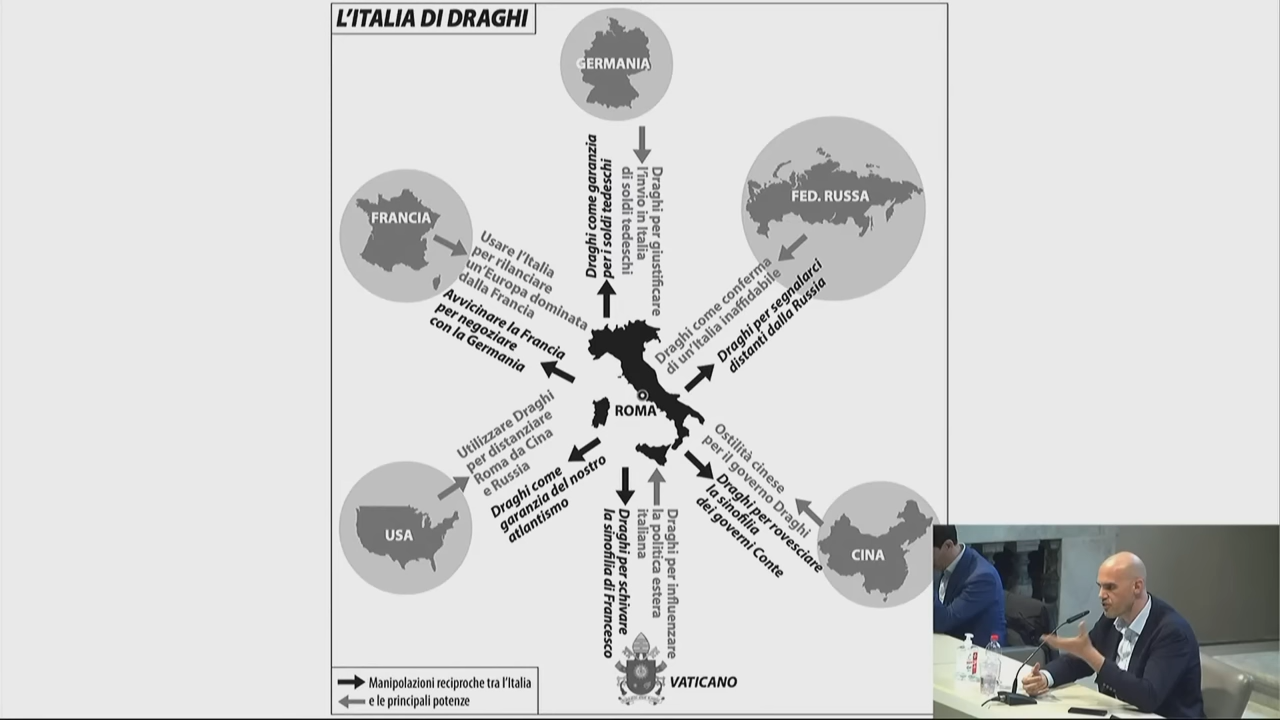 L'ITALIA DI DRAGHI
GERMANIA
Draghi come garanzia
per i soldi tedeschi
Draghi per giustificare
l'invio in Italia
di soldi tedeschi
FRANCIA
Usare l'Italia
per rilanciare
un'Europa dominata
dalla Francia
Avvicinare la Francia
per negoziare
con la Germania
FED. RUSSA
Draghi come conferma
di un'Italia inaffidabile
Draghi per segnalarci
distanti dalla Russia
ROMA
USA
Utilizzare Draghi
per distanziare
Roma da Cina
e Russia
Draghi come
garanzia del nostro
atlantismo
Draghi per schivare
la sinofilia di Francesco
Draghi per influenzare
la politica estera
italiana
VATICANO
Ostilità cinese
per il governo Draghi
Draghi per rovesciare
la sinofilia
dei governi Conte
CINA
Manipolazioni reciproche tra l'Italia
e le principali potenze